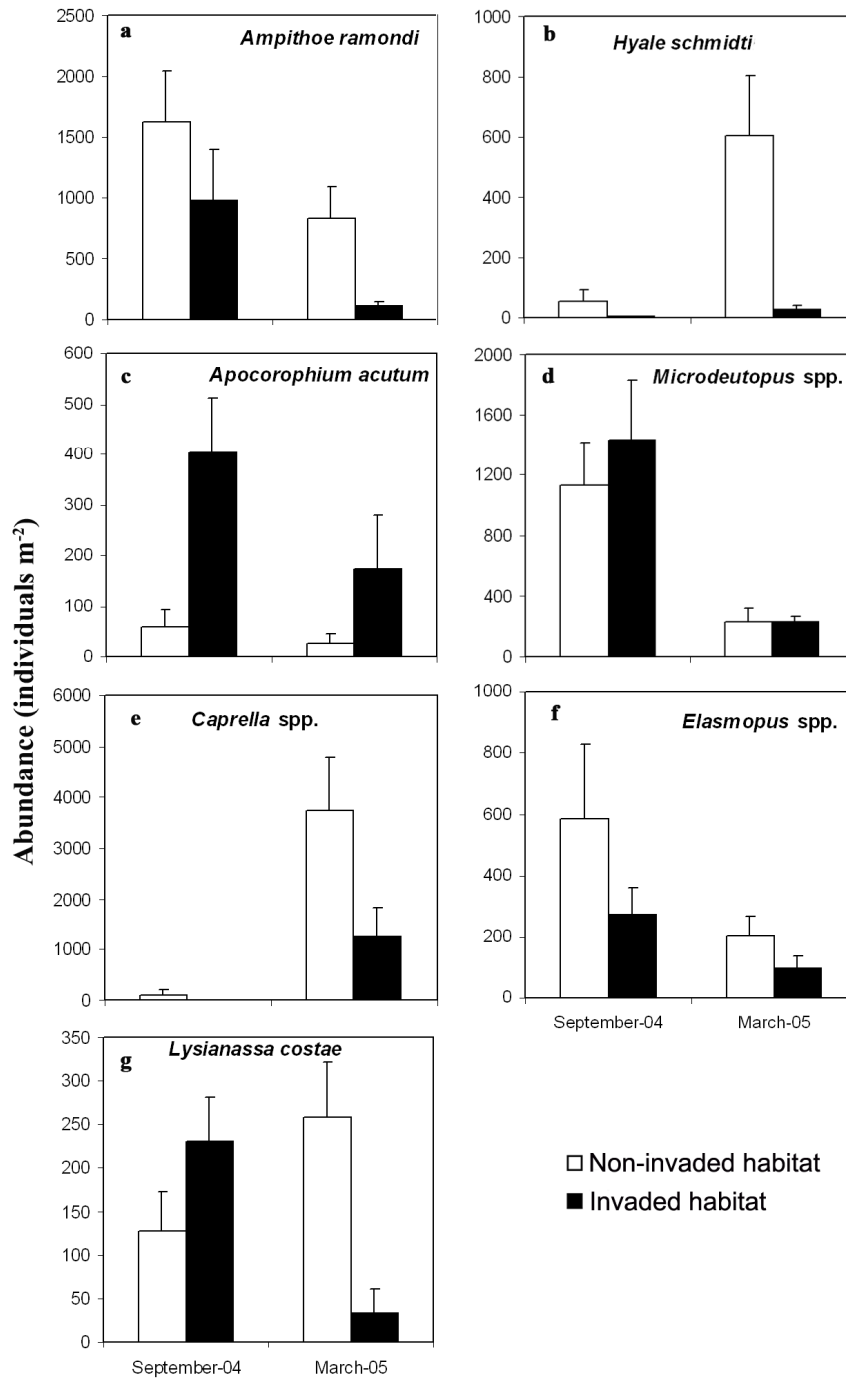 a
Ampithoe ramondi
2500
2000
1500
1000
500
0
b
Hyale schmidti
1000
800
600
400
200
0
c
Apocorophium acutum
600
500
400
300
200
100
0
d
Microdeutopus spp.
2000
1600
1200
800
400
0
e
Caprella spp.
6000
5000
4000
3000
2000
1000
0
f
Elasmopus spp.
1000
800
600
400
200
0
September-04
March-05
g
Lysianassa costae
350
300
250
200
150
100
50
0
September-04
March-05
Abundance (individuals m⁻²)
Non-invaded habitat
Invaded habitat